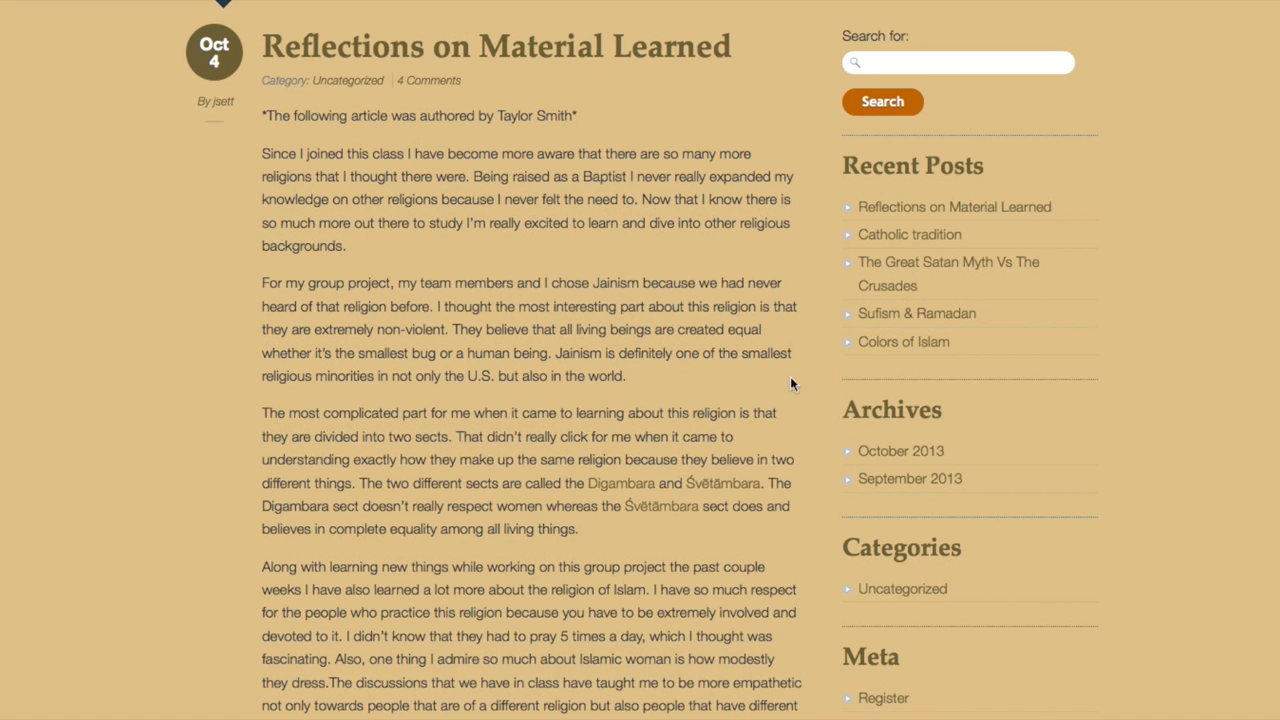 Oct
4
By jsett
Reflections on Material Learned
Category: Uncategorized 4 Comments
*The following article was authored by Taylor Smith*
Since I joined this class I have become more aware that there are so many more
religions that I thought there were. Being raised as a Baptist I never really expanded my
knowledge on other religions because I never felt the need to. Now that I know there is
so much more out there to study I'm really excited to learn and dive into other religious
backgrounds.
For my group project, my team members and I chose Jainism because we had never
heard of that religion before. I thought the most interesting part about this religion is that
they are extremely non-violent. They believe that all living beings are created equal
whether it's the smallest bug or a human being. Jainism is definitely one of the smallest
religious minorities in not only the U.S. but also in the world.
The most complicated part for me when it came to learning about this religion is that
they are divided into two sects. That didn't really click for me when it came to
understanding exactly how they make up the same religion because they believe in two
different things. The two different sects are called the Digambara and Śvētāmbara. The
Digambara sect doesn't really respect women whereas the Śvētāmbara sect does and
believes in complete equality among all living things.
Along with learning new things while working on this group project the past couple
weeks I have also learned a lot more about the religion of Islam. I have so much respect
for the people who practice this religion because you have to be extremely involved and
devoted to it. I didn't know that they had to pray 5 times a day, which I thought was
fascinating. Also, one thing I admire so much about Islamic woman is how modestly
they dress.The discussions that we have in class have taught me to be more empathetic
not only towards people that are of a different religion but also people that have different
Search for:
Search
Recent Posts
Reflections on Material Learned
Catholic tradition
The Great Satan Myth Vs The
Crusades
Sufism & Ramadan
Colors of Islam
Archives
October 2013
September 2013
Categories
Uncategorized
Meta
Register